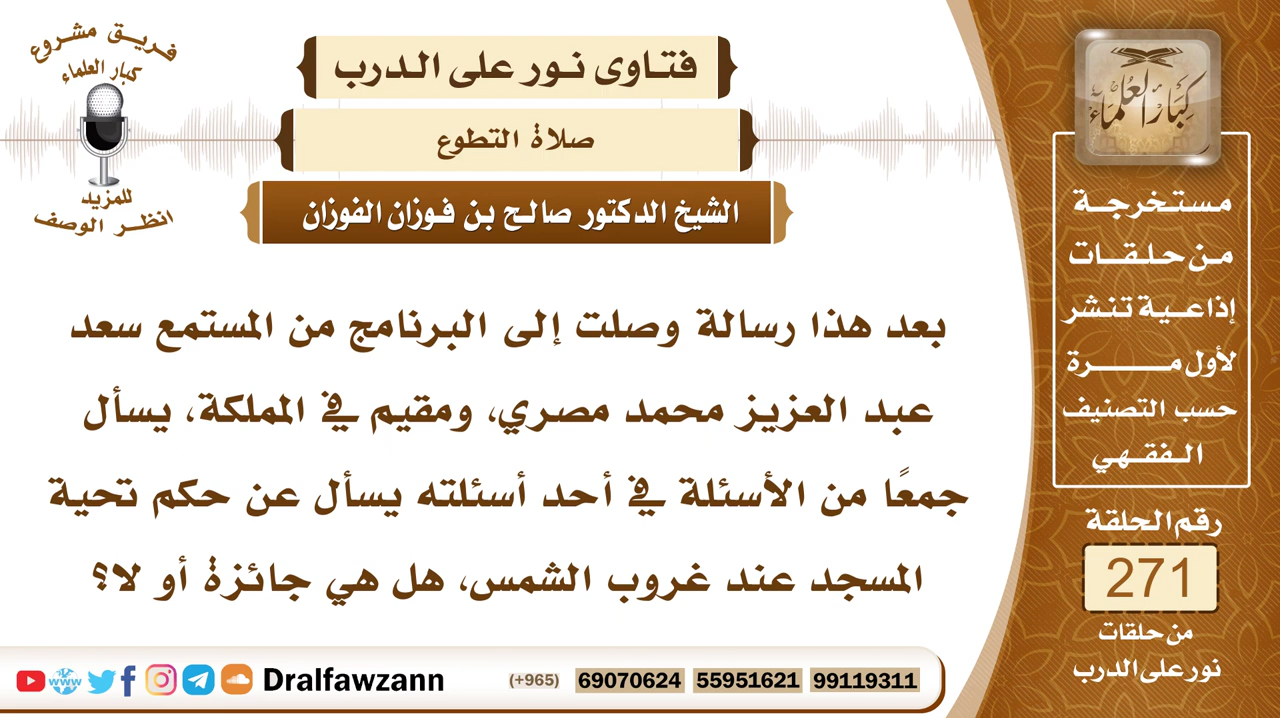 فريق مشروع
كبار العلماء
للمزيد
انظر الوصف
فتاوى نور على الدرب
صلاة التطوع
الشيخ الدكتور صالح بن فوزان الفوزان
بعد هذا رسالة وصلت إلى البرنامج من المستمع سعد
عبد العزيز محمد مصري، ومقيم في المملكة، يسأل
جمعًا من الأسئلة في أحد أسئلته يسأل عن حكم تحية
المسجد عند غروب الشمس، هل هي جائزة أو لا؟
كبار العلماء
مستخرجة
من حلقات
إذاعية تنشر
لأول مرة
حسب التصنيف
الفقهي
رقم الحلقة
271
من حلقات
نور على الدرب
www Dralfawzann (+965) 69070624 55951621 99119311